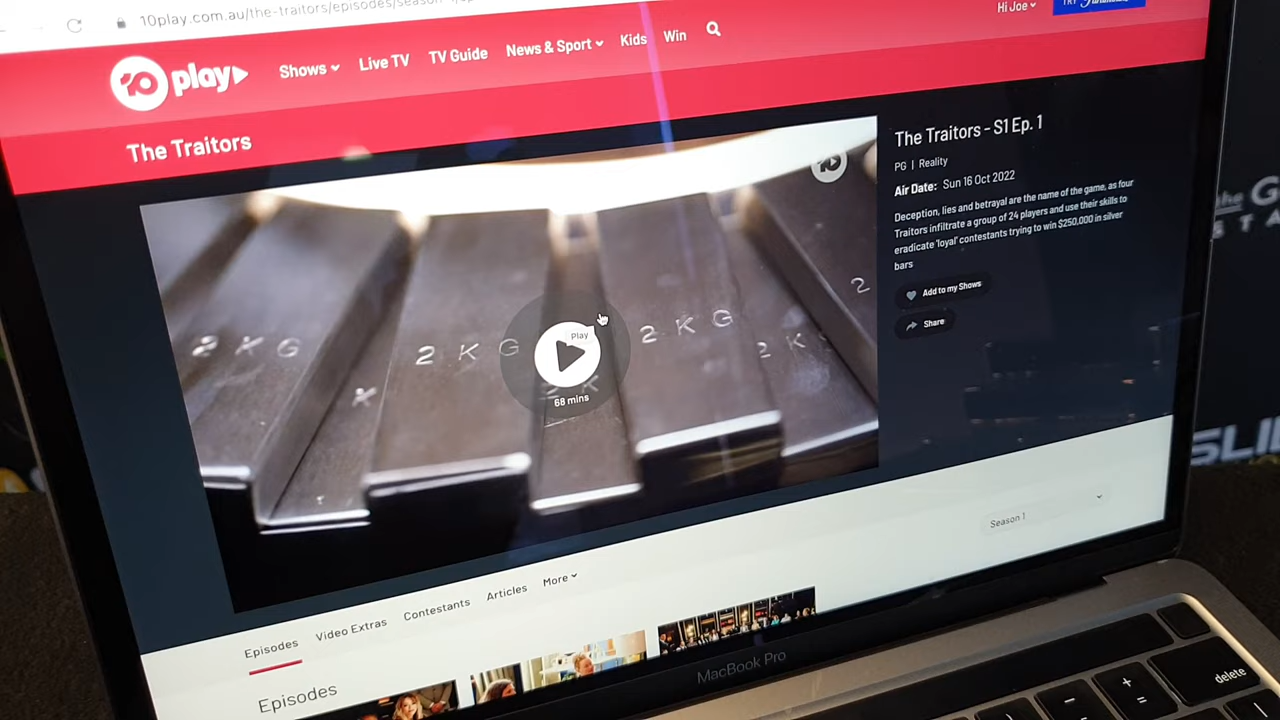 10play.com.au/the-traitors/episodes/season-
Hi Joe
TRY
10 play
Shows
Live TV
TV Guide
News & Sport
Kids
Win
The Traitors
10
The Traitors - S1 Ep. 1
PG | Reality
Air Date: Sun 16 Oct 2022
Deception, lies and betrayal are the name of the game, as four
Traitors infiltrate a group of 24 players and use their skills to
eradicate 'loyal' contestants trying to win $250,000 in silver
bars
Add to my Shows
Share
2 K G
2 K G
2 K G
2 K
2
Play
68 mins
Season 1
Episodes
Video Extras
Contestants
Articles
More
Episodes
MacBook Pro
delete
+
=